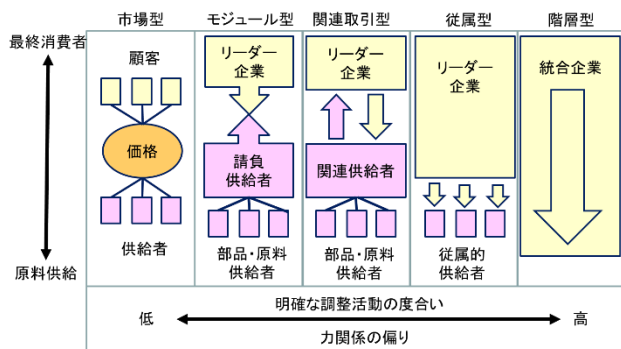 市場型
モジュール型
関連取引型
従属型
階層型
最終消費者
原料供給
顧客
価格
供給者
リーダー
企業
請負
供給者
部品・原料
供給者
リーダー
企業
関連供給者
部品・原料
供給者
リーダー
企業
従属的
供給者
統合企業
明確な調整活動の度合い
低
高
力関係の偏り